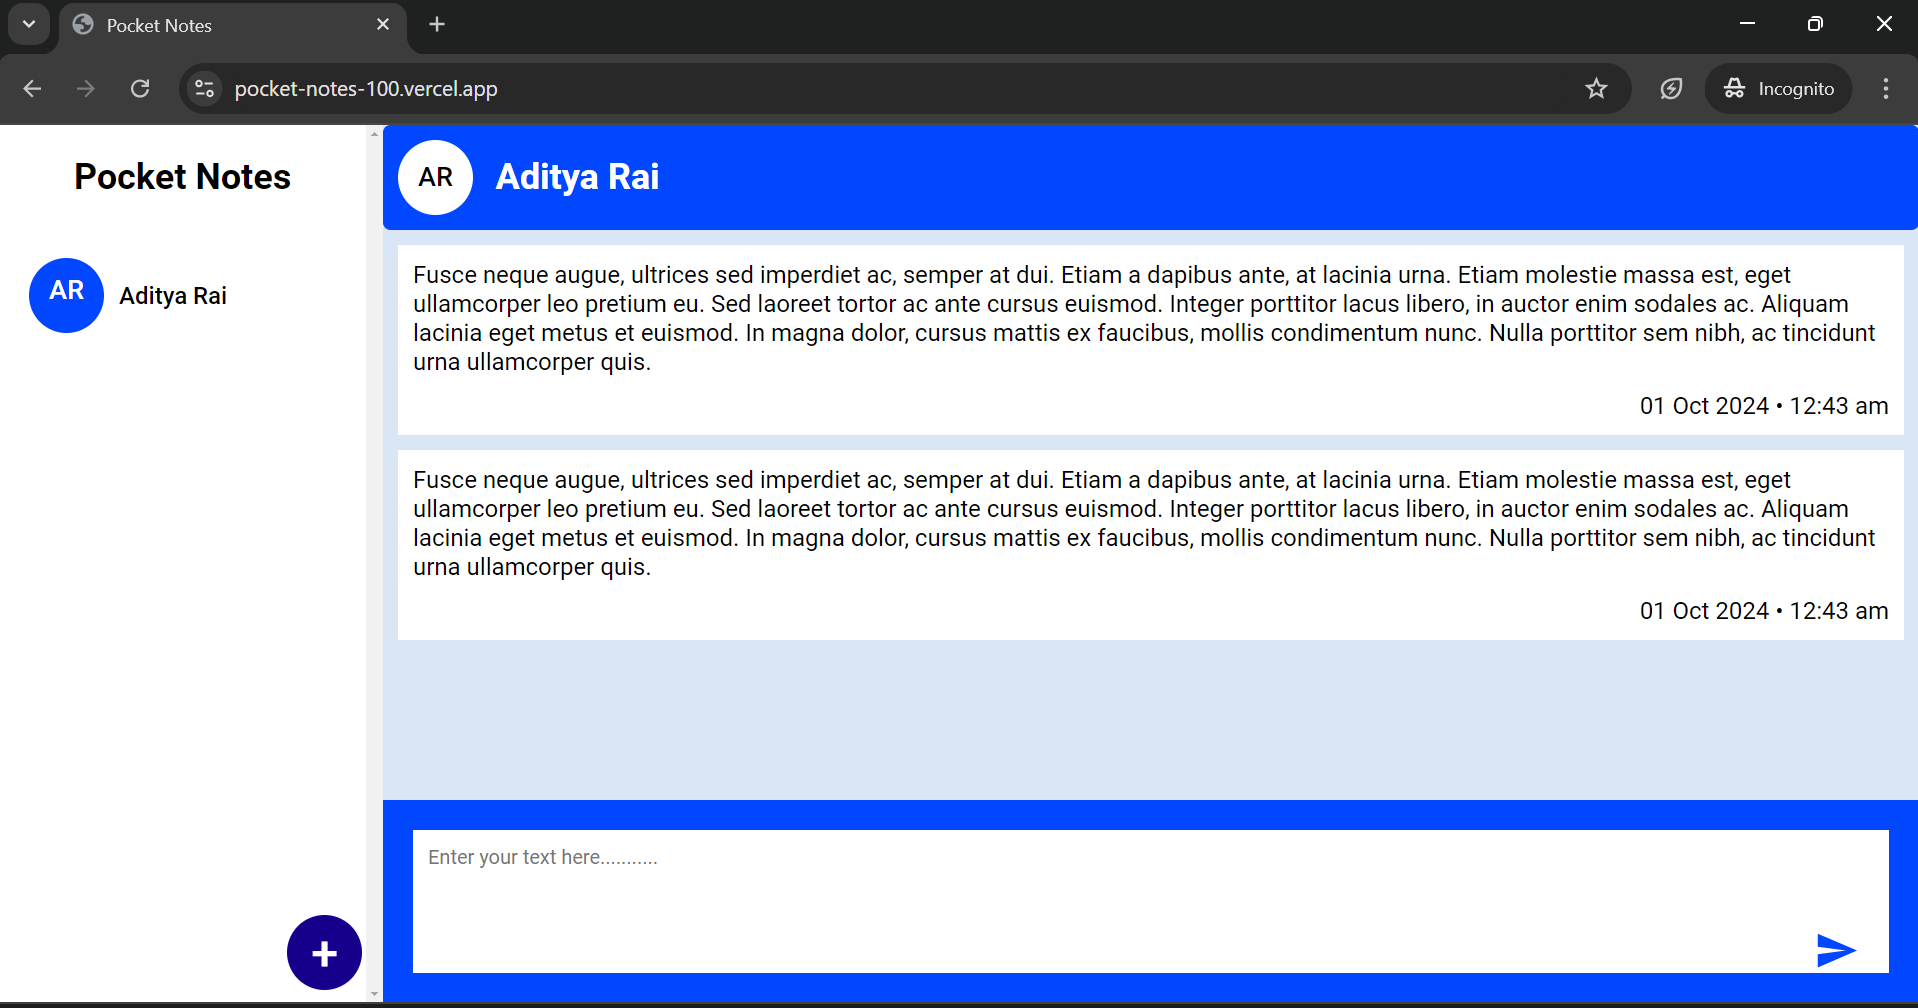 Pocket Notes
pocket-notes-100.vercel.app
Incognito
Pocket Notes
AR
Aditya Rai
AR
Aditya Rai
Fusce neque augue, ultrices sed imperdiet ac, semper at dui. Etiam a dapibus ante, at lacinia urna. Etiam molestie massa est, eget
ullamcorper leo pretium eu. Sed laoreet tortor ac ante cursus euismod. Integer porttitor lacus libero, in auctor enim sodales ac. Aliquam
lacinia eget metus et euismod. In magna dolor, cursus mattis ex faucibus, mollis condimentum nunc. Nulla porttitor sem nibh, ac tincidunt
urna ullamcorper quis.
01 Oct 2024 • 12:43 am
Fusce neque augue, ultrices sed imperdiet ac, semper at dui. Etiam a dapibus ante, at lacinia urna. Etiam molestie massa est, eget
ullamcorper leo pretium eu. Sed laoreet tortor ac ante cursus euismod. Integer porttitor lacus libero, in auctor enim sodales ac. Aliquam
lacinia eget metus et euismod. In magna dolor, cursus mattis ex faucibus, mollis condimentum nunc. Nulla porttitor sem nibh, ac tincidunt
urna ullamcorper quis.
01 Oct 2024 • 12:43 am
Enter your text here...........